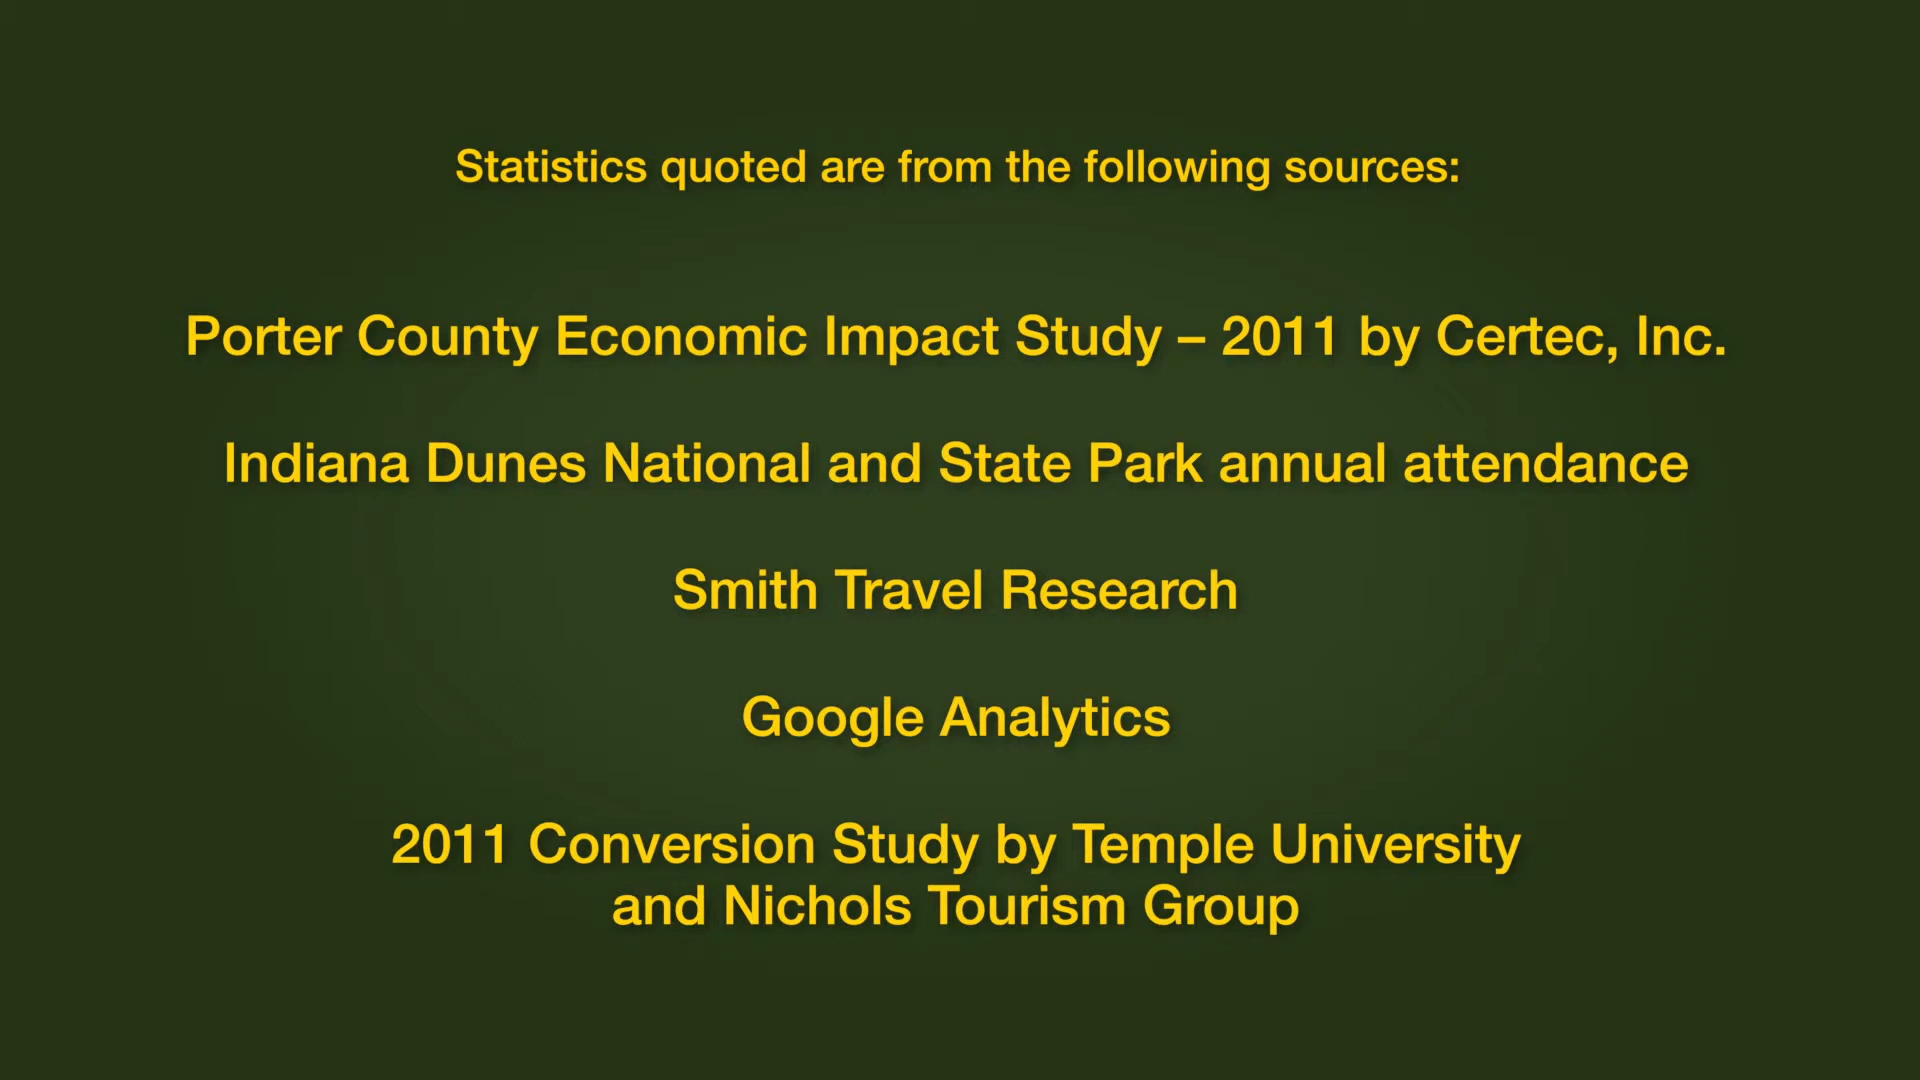 Statistics quoted are from the following sources:
Porter County Economic Impact Study – 2011 by Certec, Inc.
Indiana Dunes National and State Park annual attendance
Smith Travel Research
Google Analytics
2011 Conversion Study by Temple University
and Nichols Tourism Group